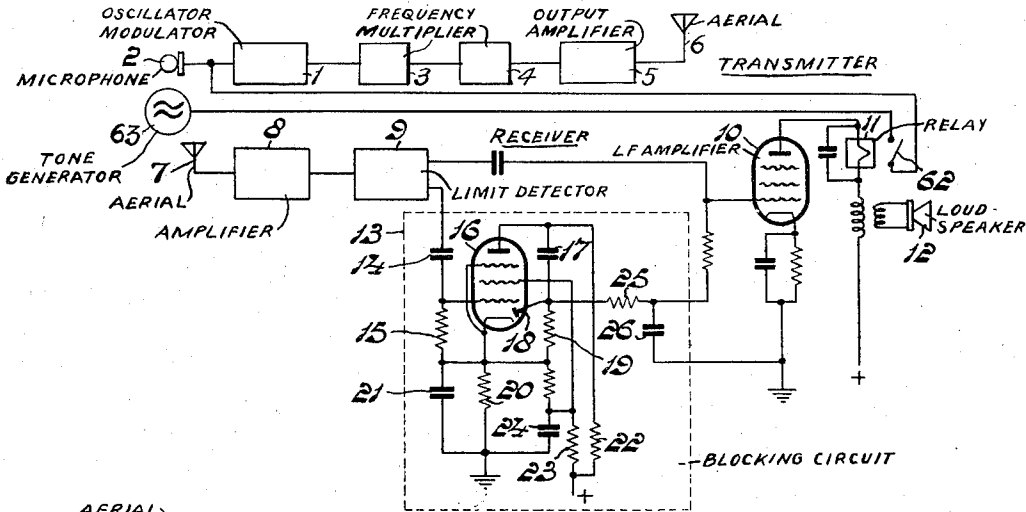 OSCILLATOR
MODULATOR
FREQUENCY
MULTIPLIER
OUTPUT
AMPLIFIER
AERIAL
2
MICROPHONE
1
3
4
5
6
TRANSMITTER
63
TONE
GENERATOR
7
AERIAL
8
9
RECEIVER
10
LF AMPLIFIER
11
RELAY
62
LIMIT DETECTOR
AMPLIFIER
LOUD-
SPEAKER
12
13
14
16
17
25
15
18
26
19
21
20
24
23
22
+
+
BLOCKING CIRCUIT
AERIAL